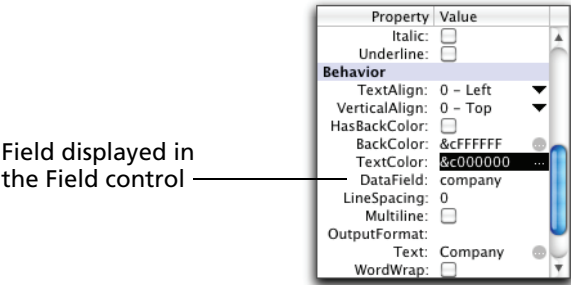 Field displayed in
the Field control
Property Value
Italic:
Underline:
Behavior
TextAlign: 0 – Left
VerticalAlign: 0 – Top
HasBackColor:
BackColor: &cFFFFFF
TextColor: &c000000 ...
DataField: company
LineSpacing: 0
Multiline:
OutputFormat:
Text: Company
WordWrap: